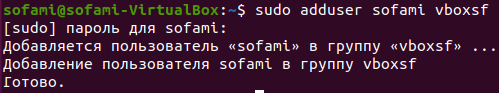 sofami@sofami-VirtualBox:~$ sudo adduser sofami vboxsf
[sudo] пароль для sofami:
Добавляется пользователь «sofami» в группу «vboxsf» ...
Добавление пользователя sofami в группу vboxsf
Готово.